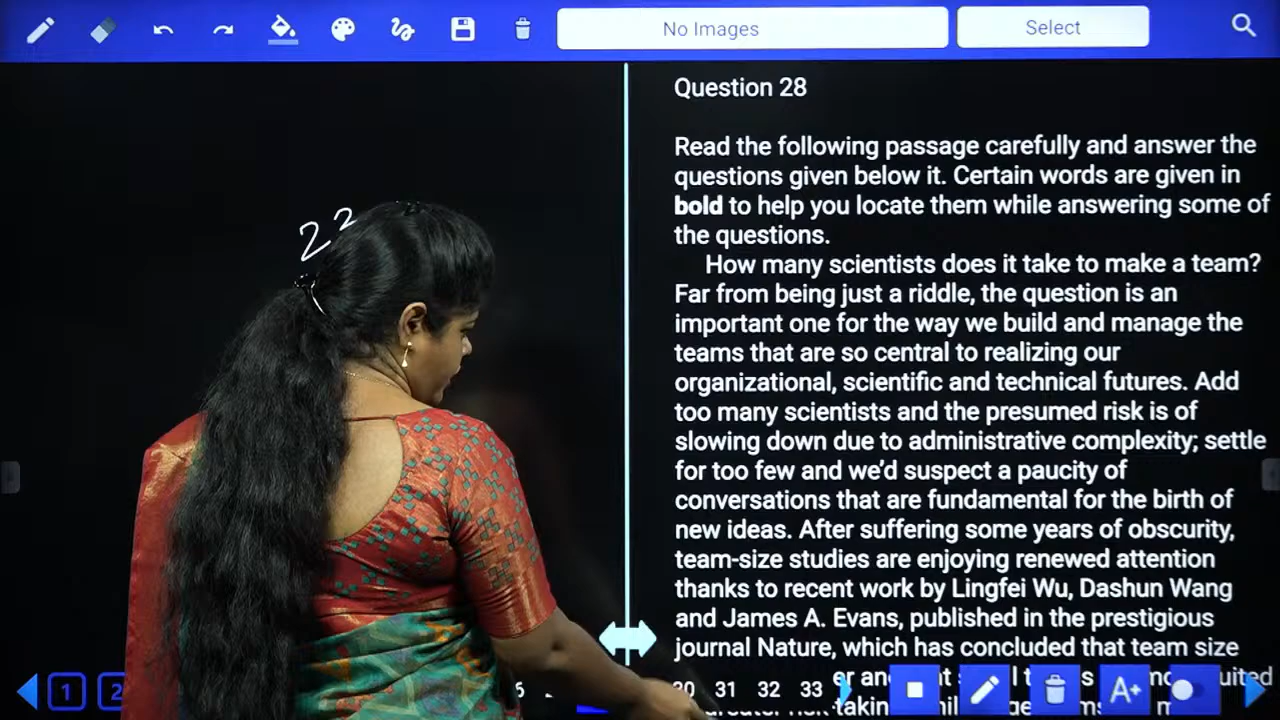 No Images
Select
Question 28
Read the following passage carefully and answer the
questions given below it. Certain words are given in
bold to help you locate them while answering some of
the questions.
How many scientists does it take to make a team?
Far from being just a riddle, the question is an
important one for the way we build and manage the
teams that are so central to realizing our
organizational, scientific and technical futures. Add
too many scientists and the presumed risk is of
slowing down due to administrative complexity; settle
for too few and we'd suspect a paucity of
conversations that are fundamental for the birth of
new ideas. After suffering some years of obscurity,
team-size studies are enjoying renewed attention
thanks to recent work by Lingfei Wu, Dashun Wang
and James A. Evans, published in the prestigious
journal Nature, which has concluded that team size
22
1 2 31 32 33 A+